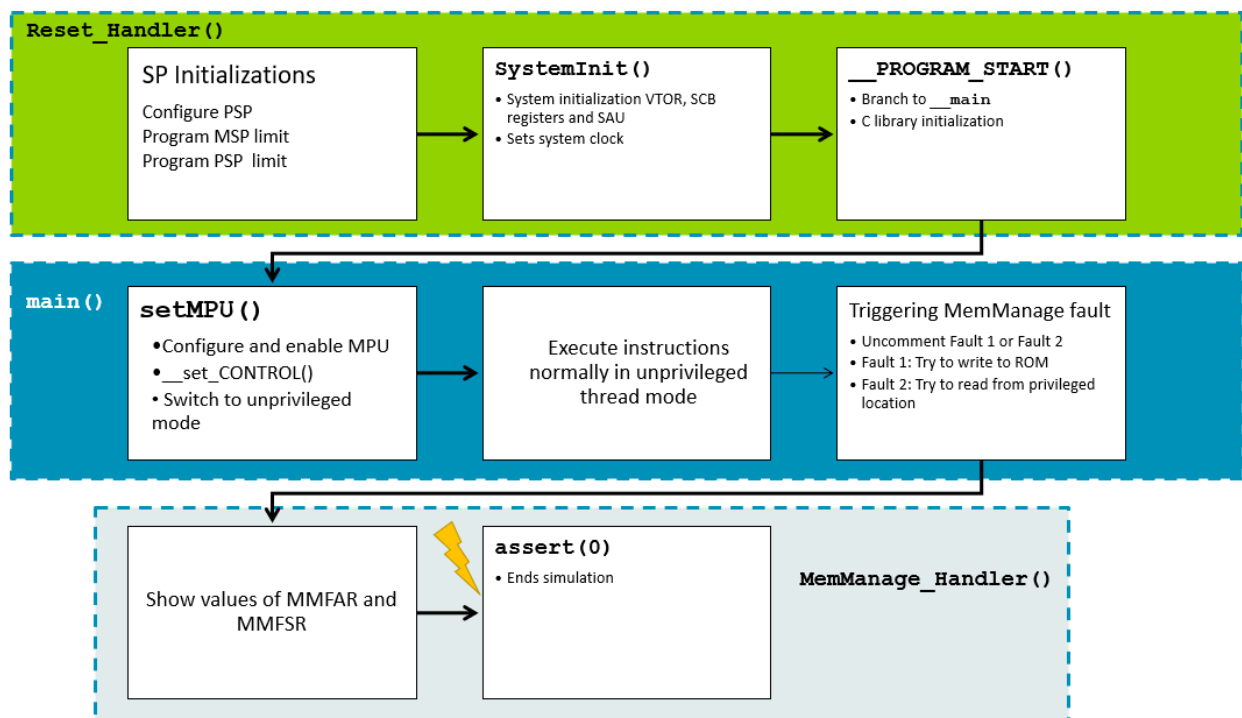 Reset_Handler()
SP Initializations
Configure PSP
Program MSP limit
Program PSP limit
SystemInit()
• System initialization VTOR, SCB
registers and SAU
• Sets system clock
__PROGRAM_START()
• Branch to __main
• C library initialization
main()
setMPU()
•Configure and enable MPU
•__set_CONTROL()
• Switch to unprivileged
mode
Execute instructions
normally in unprivileged
thread mode
Triggering MemManage fault
• Uncomment Fault 1 or Fault 2
• Fault 1: Try to write to ROM
• Fault 2: Try to read from privileged
location
Show values of MMFAR and
MMFSR
assert(0)
• Ends simulation
MemManage_Handler()